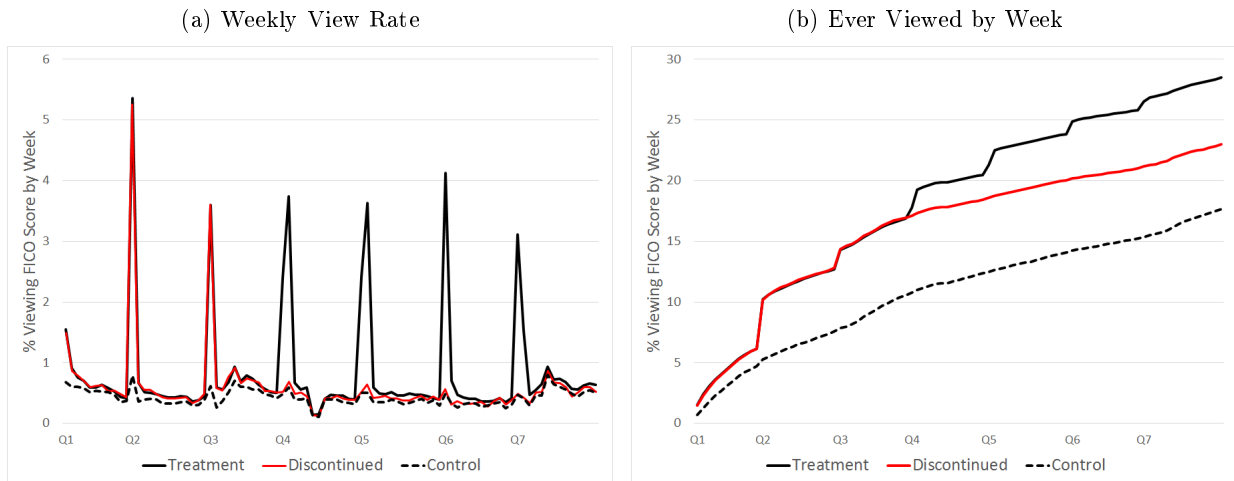 (a) Weekly View Rate
% Viewing FICO Score by Week
6
5
4
3
2
1
0
Q1 Q2 Q3 Q4 Q5 Q6 Q7
Treatment Discontinued Control
(b) Ever Viewed by Week
% Viewing FICO Score by Week
30
25
20
15
10
5
0
Q1 Q2 Q3 Q4 Q5 Q6 Q7
Treatment Discontinued Control